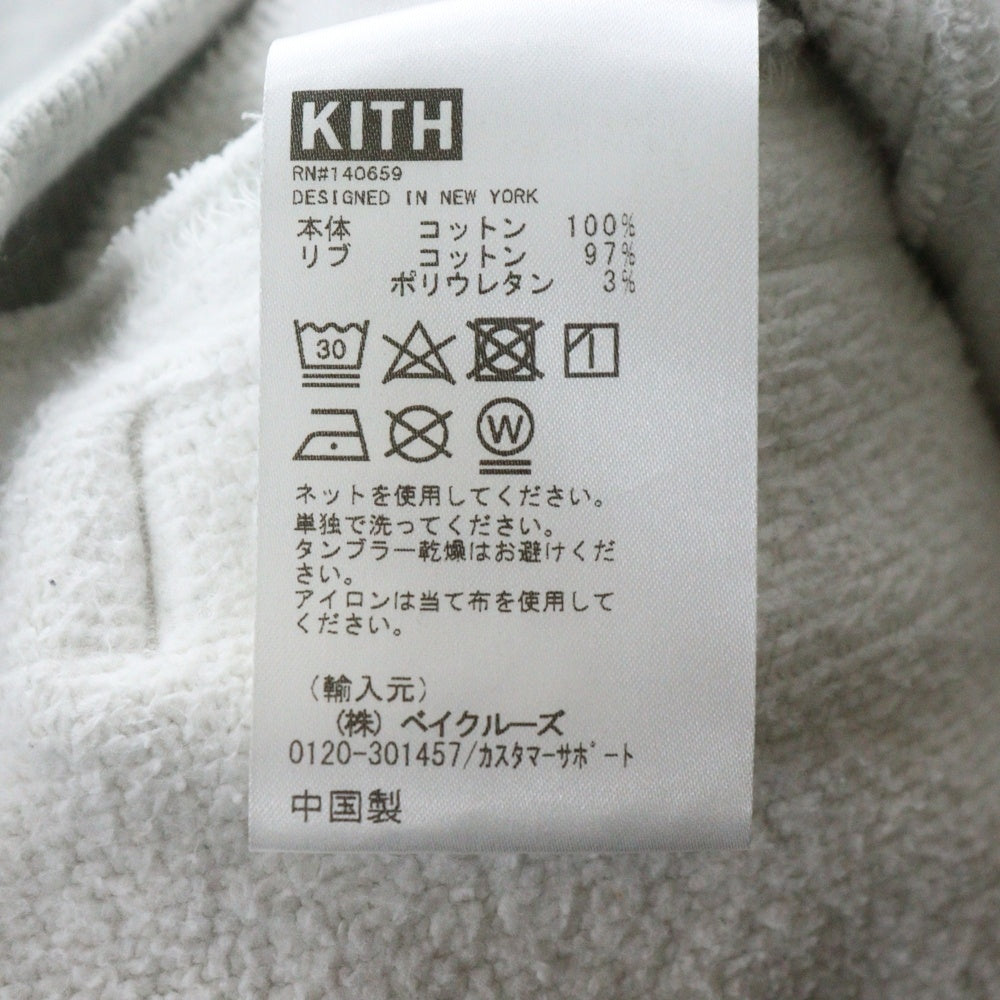 KITH
RN#140659
DESIGNED IN NEW YORK
本体 コットン 100%
リブ コットン 97%
ポリウレタン 3%
30
W
ネットを使用してください。
単独で洗ってください。
タンブラー乾燥はお避けくだ
さい。
アイロンは当て布を使用して
ください。
(輸入元)
(株) ベイクルーズ
0120-301457/カスタマーサポート
中国製